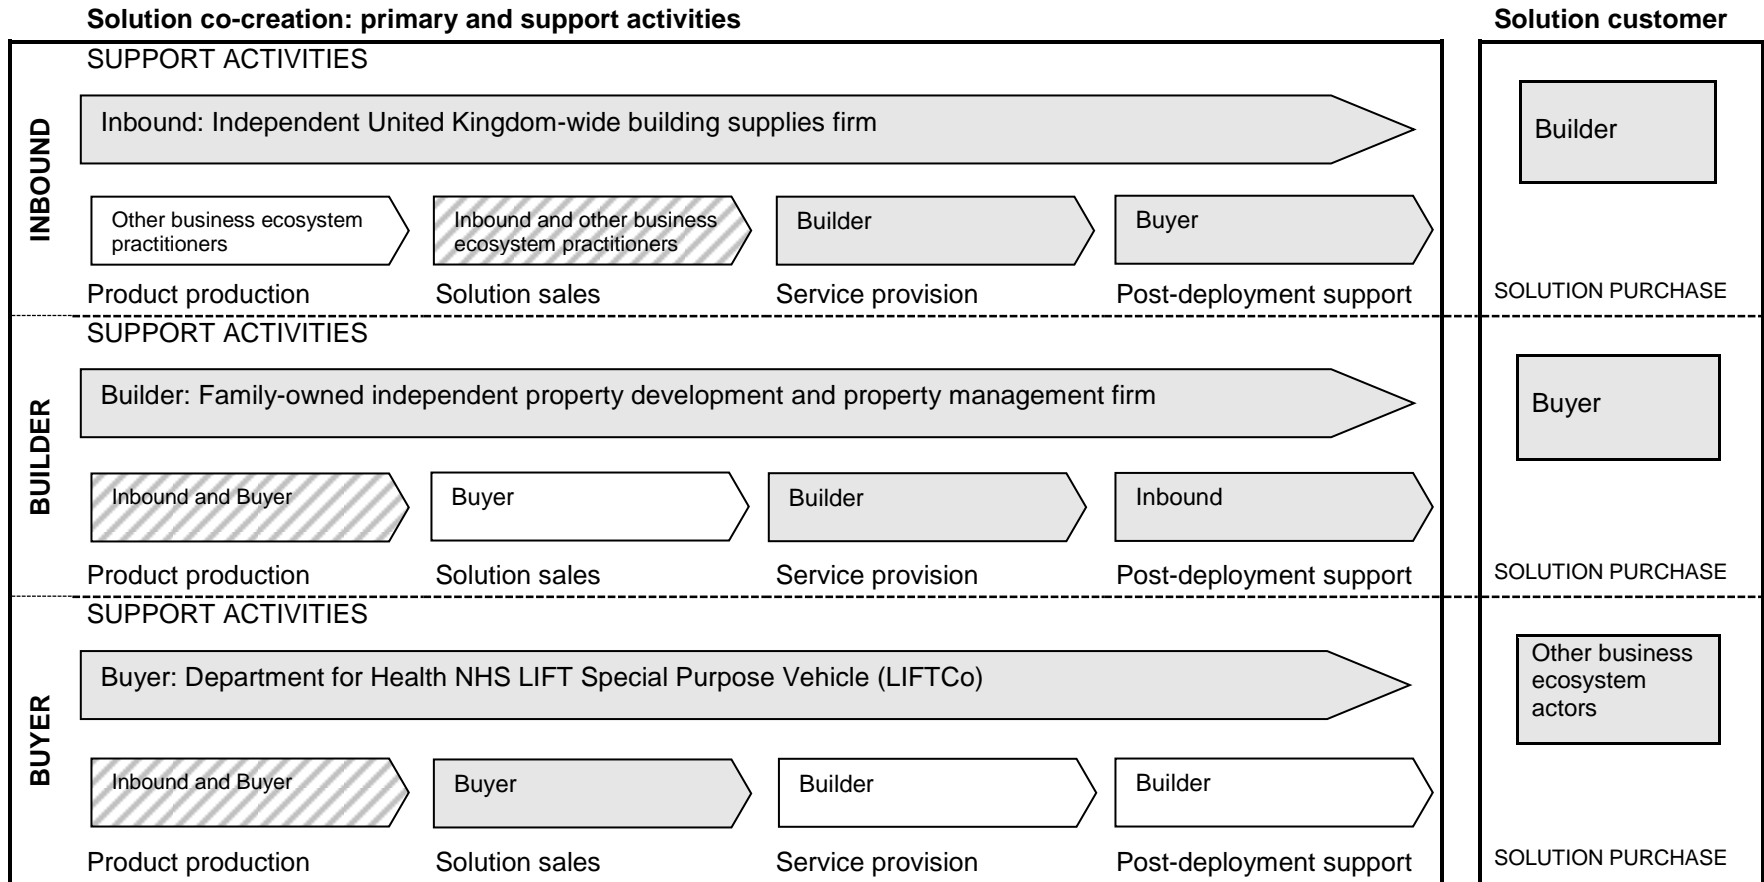 Solution co-creation: primary and support activities
Solution customer
INBOUND
SUPPORT ACTIVITIES
Inbound: Independent United Kingdom-wide building supplies firm
Builder
Other business ecosystem
practitioners
Inbound and other business
ecosystem practitioners
Builder
Buyer
Product production
Solution sales
Service provision
Post-deployment support
SOLUTION PURCHASE
BUILDER
SUPPORT ACTIVITIES
Builder: Family-owned independent property development and property management firm
Buyer
Inbound and Buyer
Buyer
Builder
Inbound
Product production
Solution sales
Service provision
Post-deployment support
SOLUTION PURCHASE
BUYER
SUPPORT ACTIVITIES
Buyer: Department for Health NHS LIFT Special Purpose Vehicle (LIFTCo)
Other business
ecosystem
actors
Inbound and Buyer
Buyer
Builder
Builder
Product production
Solution sales
Service provision
Post-deployment support
SOLUTION PURCHASE